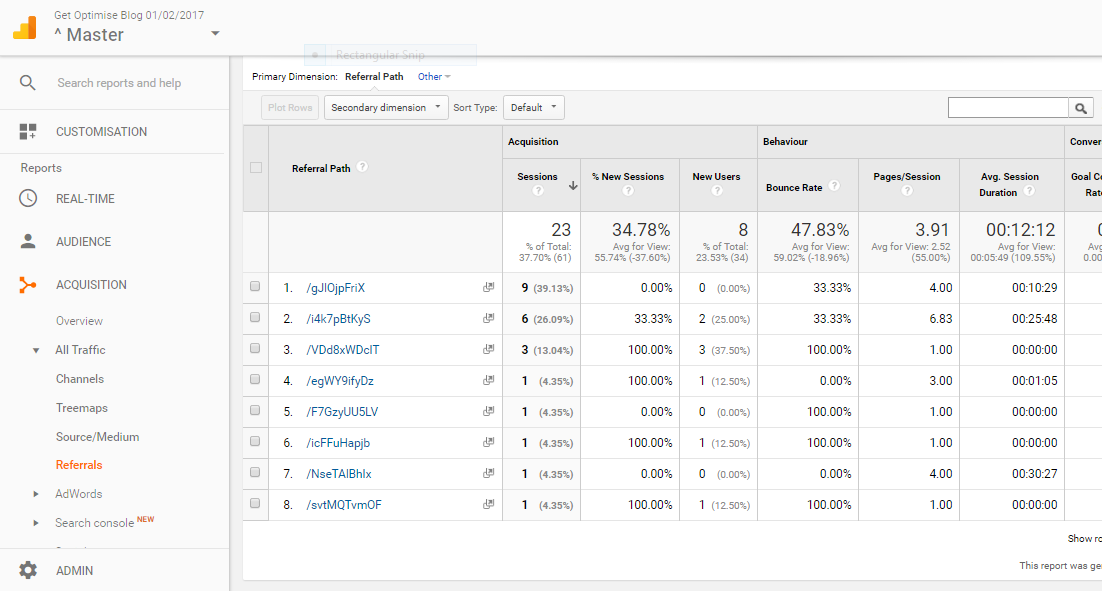 Get Optimise Blog 01/02/2017
^ Master
Rectangular Snip
Search reports and help
CUSTOMISATION
Reports
REAL-TIME
AUDIENCE
ACQUISITION
Overview
All Traffic
Channels
Treemaps
Source/Medium
Referrals
AdWords
Search console NEW
ADMIN
Primary Dimension: Referral Path Other
Plot Rows Secondary dimension Sort Type: Default
Acquisition Behaviour Conver
Referral Path ? Sessions ? % New Sessions ? New Users ? Bounce Rate ? Pages/Session ? Avg. Session Duration ? Goal Co Rat
23 34.78% 8 47.83% 3.91 00:12:12
% of Total: 37.70% (61) Avg for View: 55.74% (-37.60%) % of Total: 23.53% (34) Avg for View: 59.02% (-18.96%) Avg for View: 2.52 (55.00%) Avg for View: 00:05:49 (109.55%) Avg 0.00
1. /gJIOjpFriX 9 (39.13%) 0.00% 0 (0.00%) 33.33% 4.00 00:10:29
2. /i4k7pBtKyS 6 (26.09%) 33.33% 2 (25.00%) 33.33% 6.83 00:25:48
3. /VDd8xWDclT 3 (13.04%) 100.00% 3 (37.50%) 100.00% 1.00 00:00:00
4. /egWY9ifyDz 1 (4.35%) 100.00% 1 (12.50%) 0.00% 3.00 00:01:05
5. /F7GzyUU5LV 1 (4.35%) 0.00% 0 (0.00%) 100.00% 1.00 00:00:00
6. /icFFuHapjb 1 (4.35%) 100.00% 1 (12.50%) 100.00% 1.00 00:00:00
7. /NseTAIBhIx 1 (4.35%) 0.00% 0 (0.00%) 0.00% 4.00 00:30:27
8. /svtMQTvmOF 1 (4.35%) 100.00% 1 (12.50%) 100.00% 1.00 00:00:00
Show ro
This report was ge